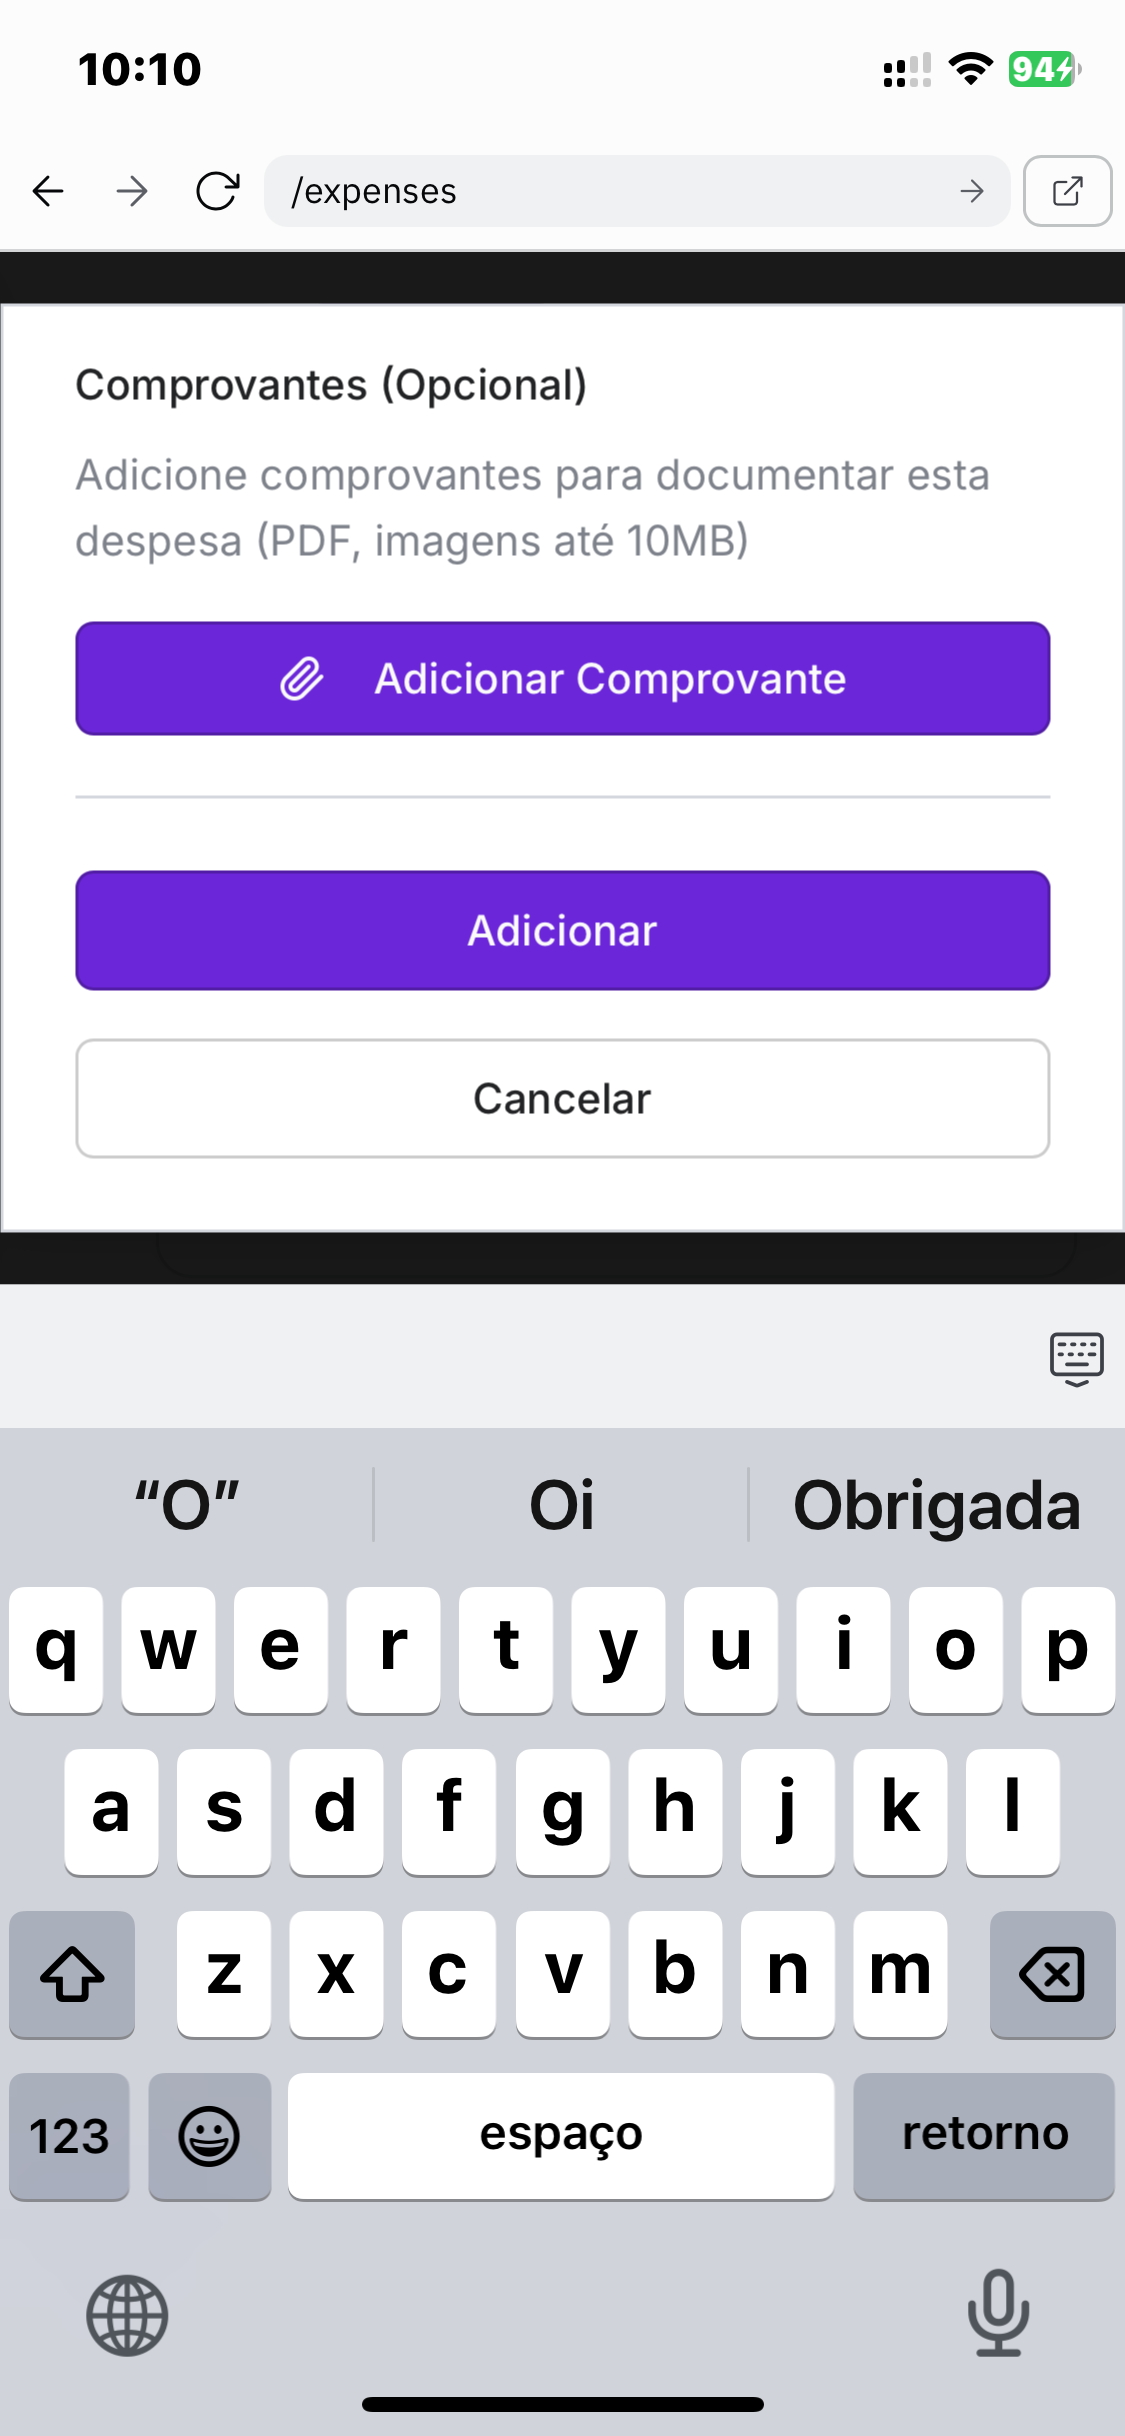 10:10
94
/expenses
Comprovantes (Opcional)
Adicione comprovantes para documentar esta
despesa (PDF, imagens até 10MB)
Adicionar Comprovante
Adicionar
Cancelar
“O” Oi Obrigada
q w e r t y u i o p
a s d f g h j k l
z x c v b n m
123 espaço retorno